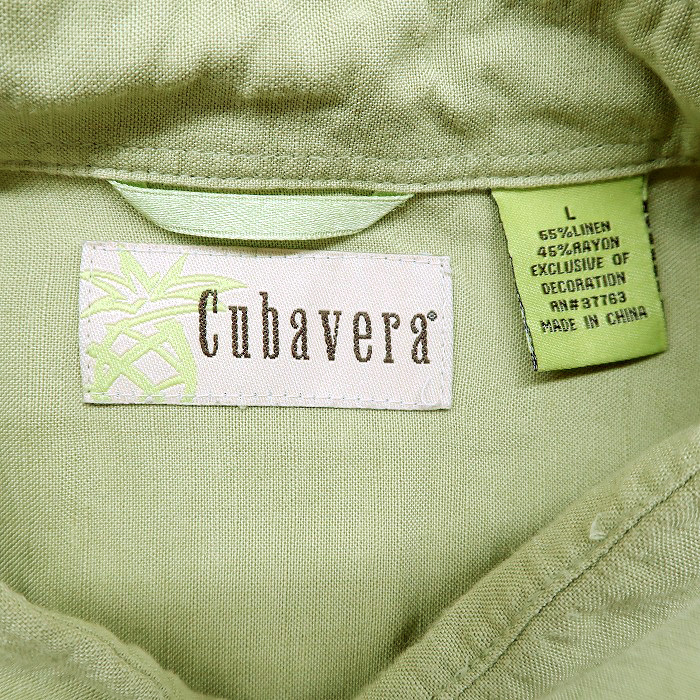 Cubavera®
L
55%LINEN
45%RAYON
EXCLUSIVE OF
DECORATION
RN#37763
MADE IN CHINA